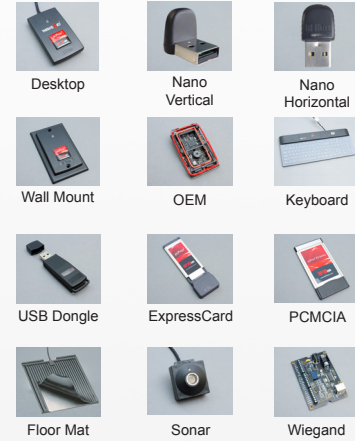 Desktop
Nano
Vertical
Nano
Horizontal
Wall Mount
OEM
Keyboard
USB Dongle
ExpressCard
PCMCIA
Floor Mat
Sonar
Wiegand